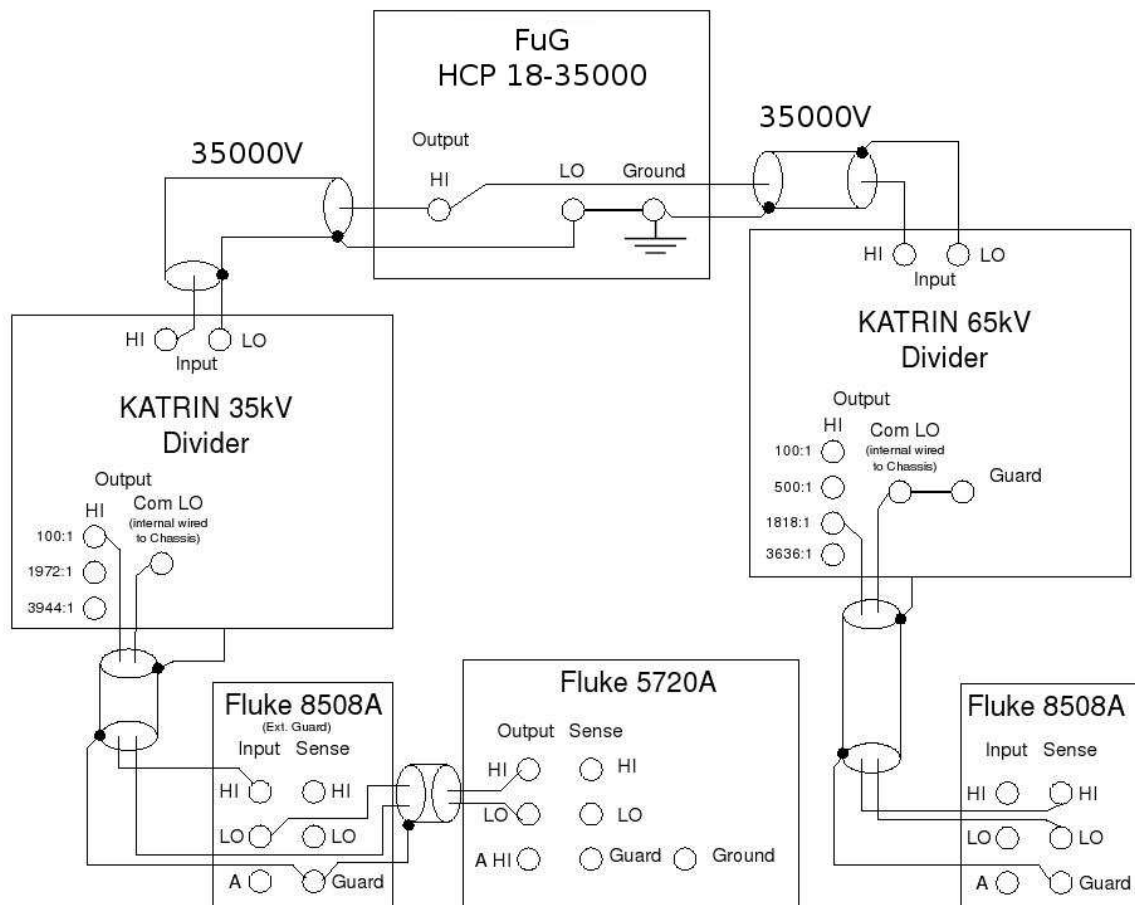 FuG
HCP 18-35000
35000V
35000V
Output
HI
LO
Ground
HI
LO
Input
KATRIN 65kV
Divider
Output
HI
Com LO
(internal wired
to Chassis)
Guard
100:1
500:1
1818:1
3636:1
HI
LO
Input
KATRIN 35kV
Divider
Output
HI
Com LO
(internal wired
to Chassis)
100:1
1972:1
3944:1
Fluke 8508A
(Ext. Guard)
Input Sense
HI HI
LO LO
A Guard
Fluke 5720A
Output Sense
HI HI
LO LO
A HI Guard Ground
Fluke 8508A
Input Sense
HI HI
LO LO
A Guard